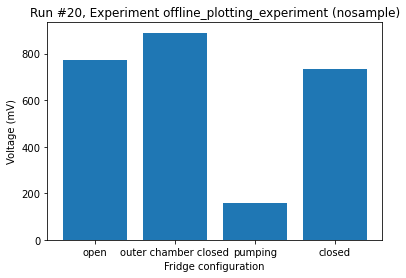 Run #20, Experiment offline_plotting_experiment (nosample)
800
600
400
200
0
Voltage (mV)
open outer chamber closed pumping closed
Fridge configuration